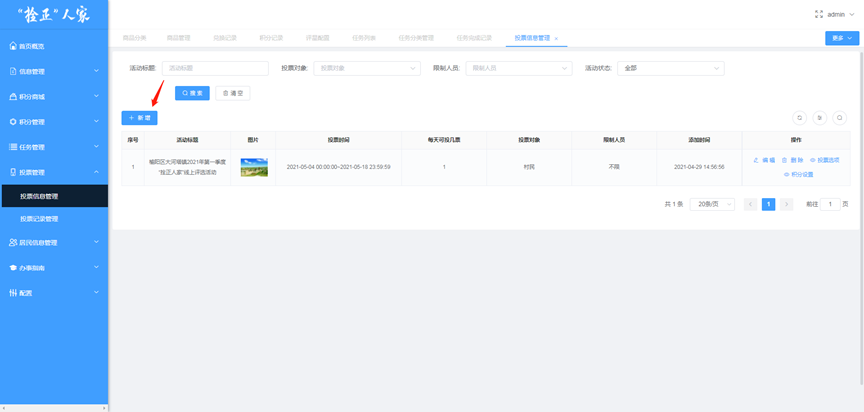 “拴正”人家
admin
首页概览
信息管理
积分商城
积分管理
任务管理
投票管理
投票信息管理
投票记录管理
居民信息管理
办事指南
配置
商品分类 商品管理 兑换记录 积分记录 评星配置 任务列表 任务分类管理 任务完成记录 投票信息管理 ×
更多
活动标题: 活动标题 投票对象: 投票对象 限制人员: 限制人员 活动状态: 全部
搜 索 清 空
+ 新 增
序号 活动标题 图片 投票时间 每天可投几票 投票对象 限制人员 添加时间 操作
1 榆阳区大河塔镇2021年第一季度“拴正人家”线上评选活动 2021-05-04 00:00:00~2021-05-18 23:59:59 1 村民 不限 2021-04-29 14:56:56 编 辑 删 除 投票选项
积分设置
共 1 条 20条/页 < 1 > 前往 1 页